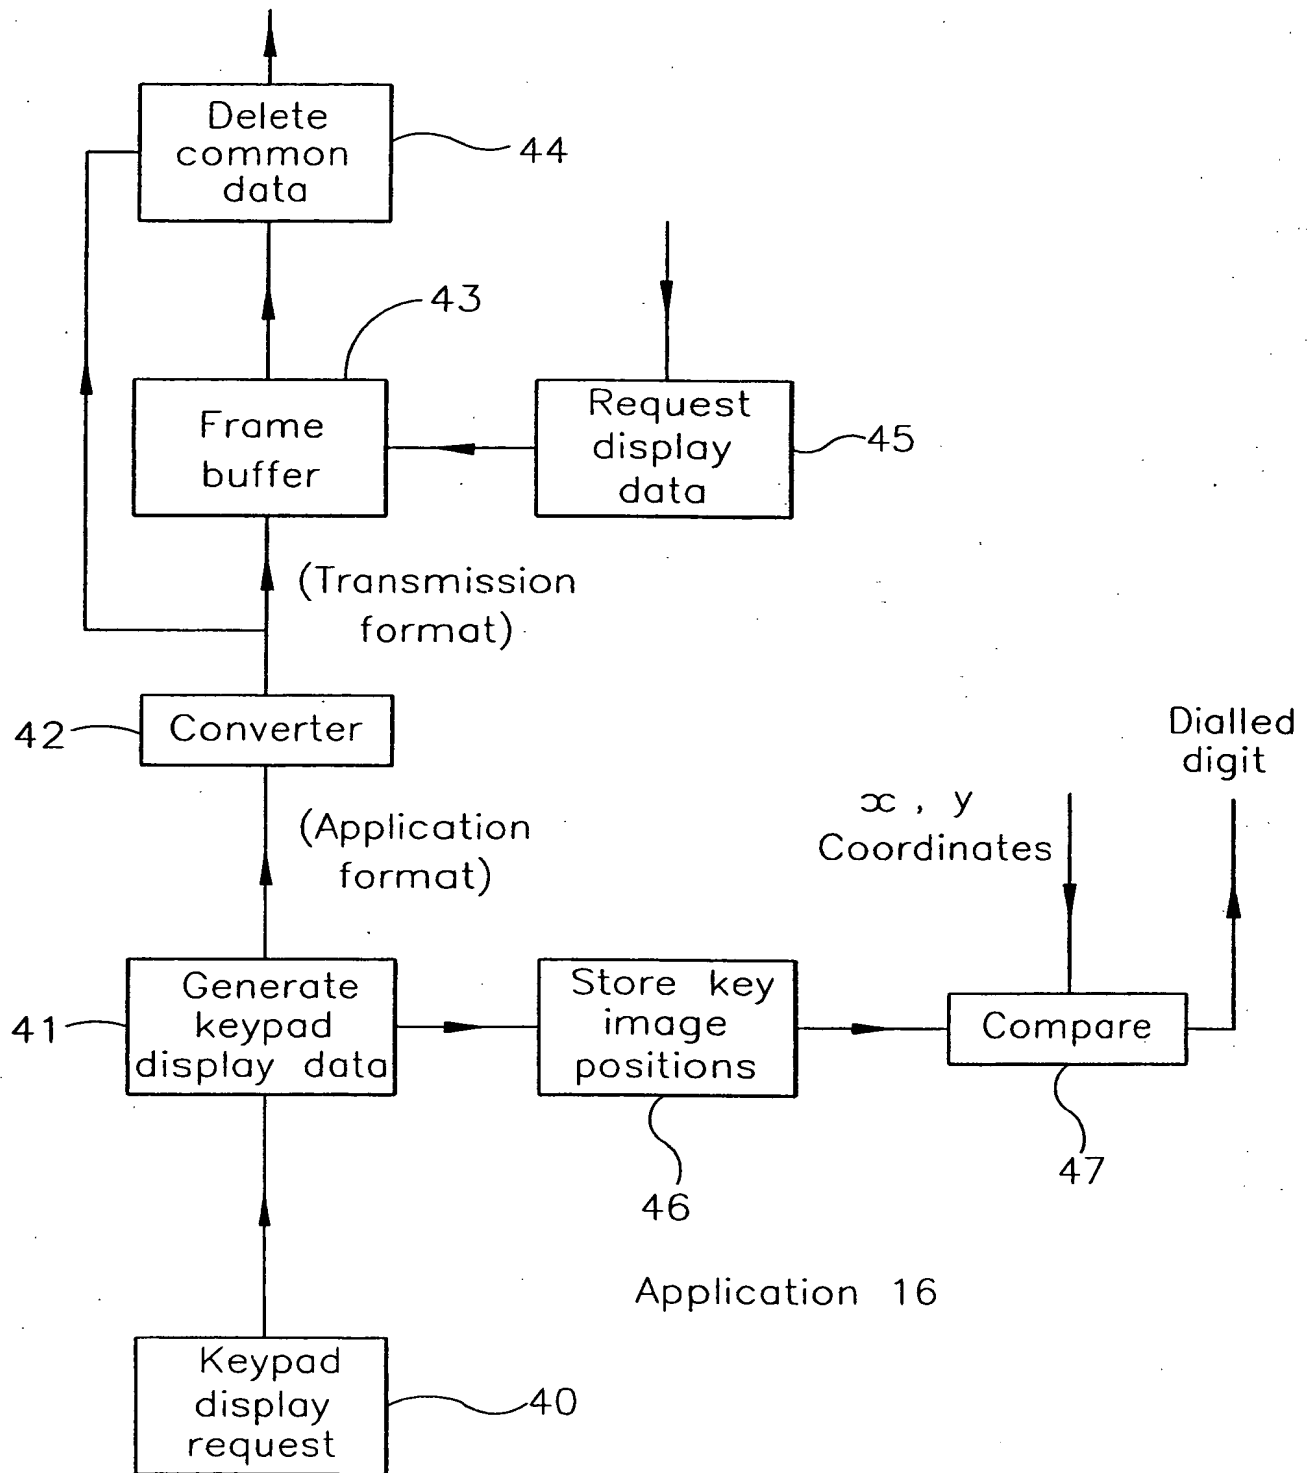 Delete
common
data
44
43
Frame
buffer
Request
display
data
45
(Transmission
format)
42
Converter
Dialled
digit
x , y
Coordinates
(Application
format)
41
Generate
keypad
display data
Store key
image
positions
Compare
46
47
Application 16
Keypad
display
request
40